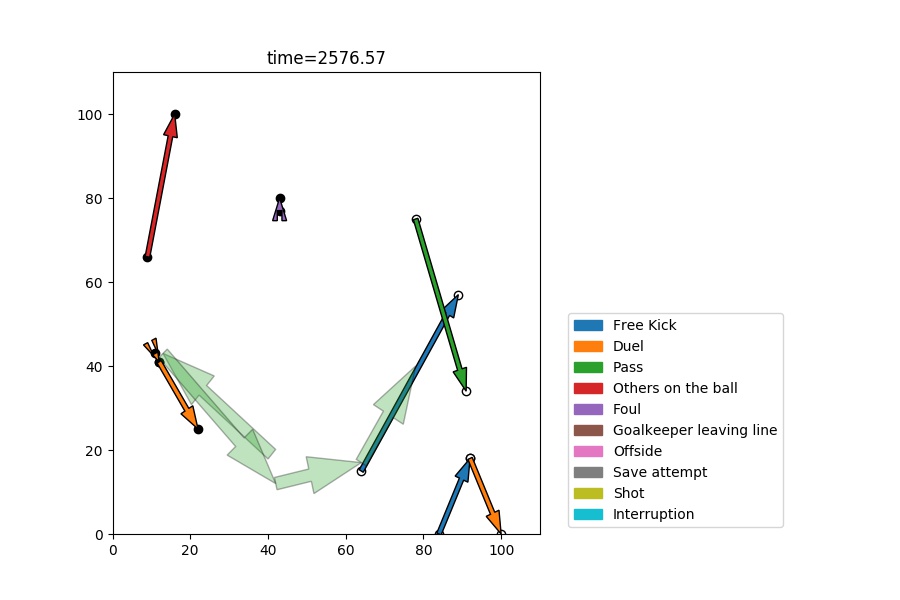 time=2576.57
100
80
60
40
20
0
0 20 40 60 80 100
Free Kick
Duel
Pass
Others on the ball
Foul
Goalkeeper leaving line
Offside
Save attempt
Shot
Interruption